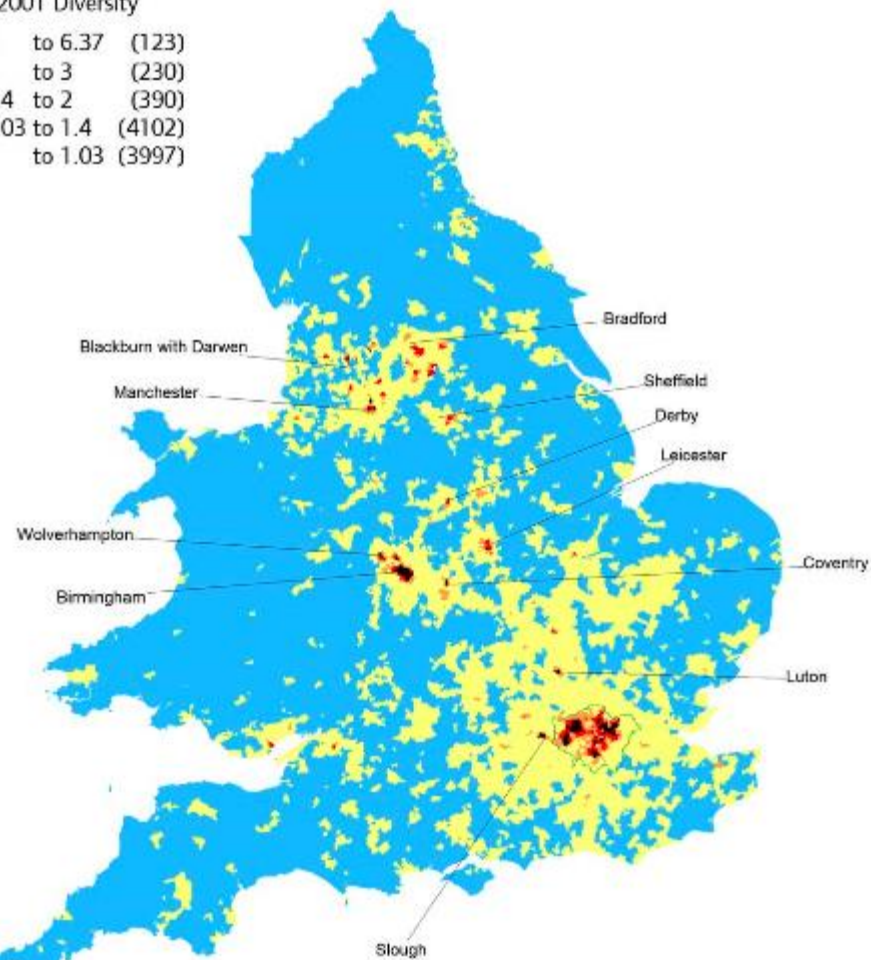 2001 Diversity
to 6.37 (123)
to 3 (230)
4 to 2 (390)
03 to 1.4 (4102)
to 1.03 (3997)
Bradford
Blackburn with Darwen
Sheffield
Manchester
Derby
Leicester
Wolverhampton
Coventry
Birmingham
Luton
Slough